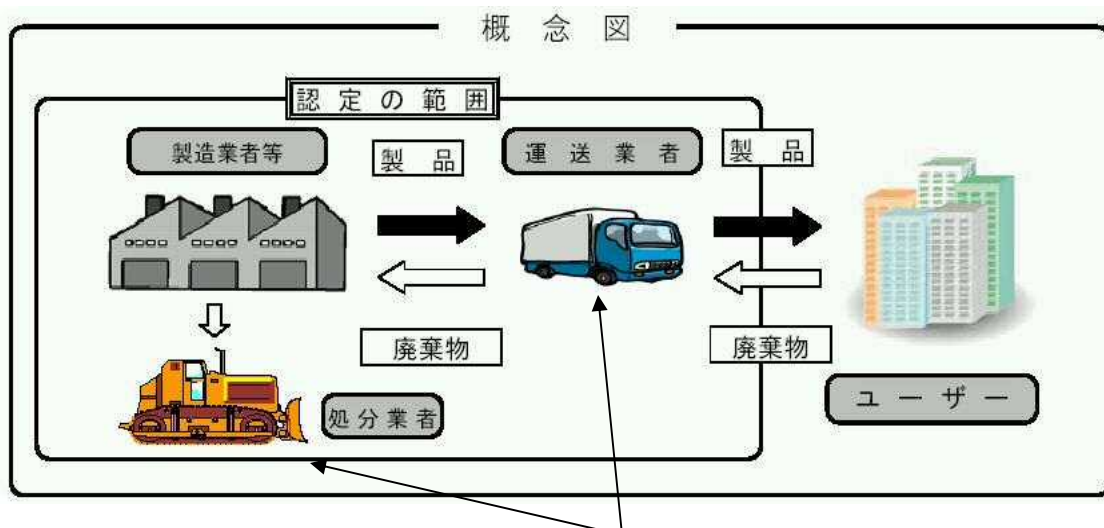 概 念 図
認 定 の 範 囲
製造業者等
製 品
運 送 業 者
製 品
廃棄物
廃棄物
処 分 業 者
ユ ー ザ ー